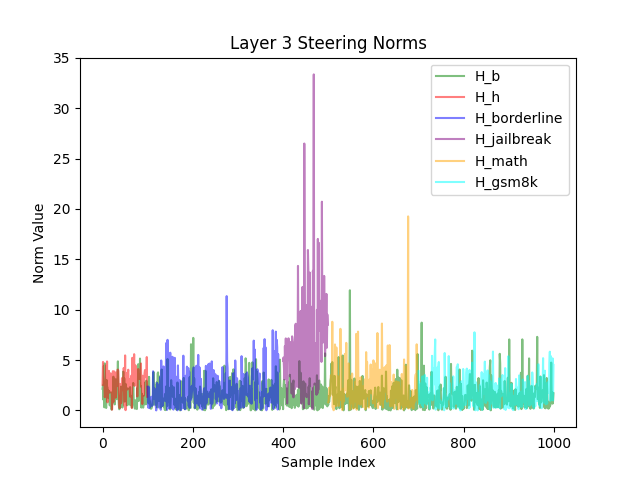 Layer 3 Steering Norms
Norm Value
35
30
25
20
15
10
5
0
H_b
H_h
H_borderline
H_jailbreak
H_math
H_gsm8k
0
200
400
600
800
1000
Sample Index